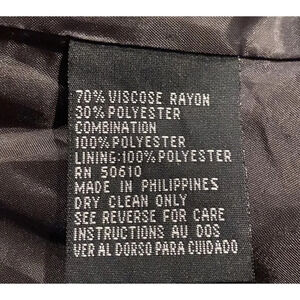 70% VISCOSE RAYON
30% POLYESTER
COMBINATION
100% POLYESTER
LINING:100% POLYESTER
RN 50610
MADE IN PHILIPPINES
DRY CLEAN ONLY
SEE REVERSE FOR CARE
INSTRUCTIONS AU DOS
VER AL DORSO PARA CUIDADO